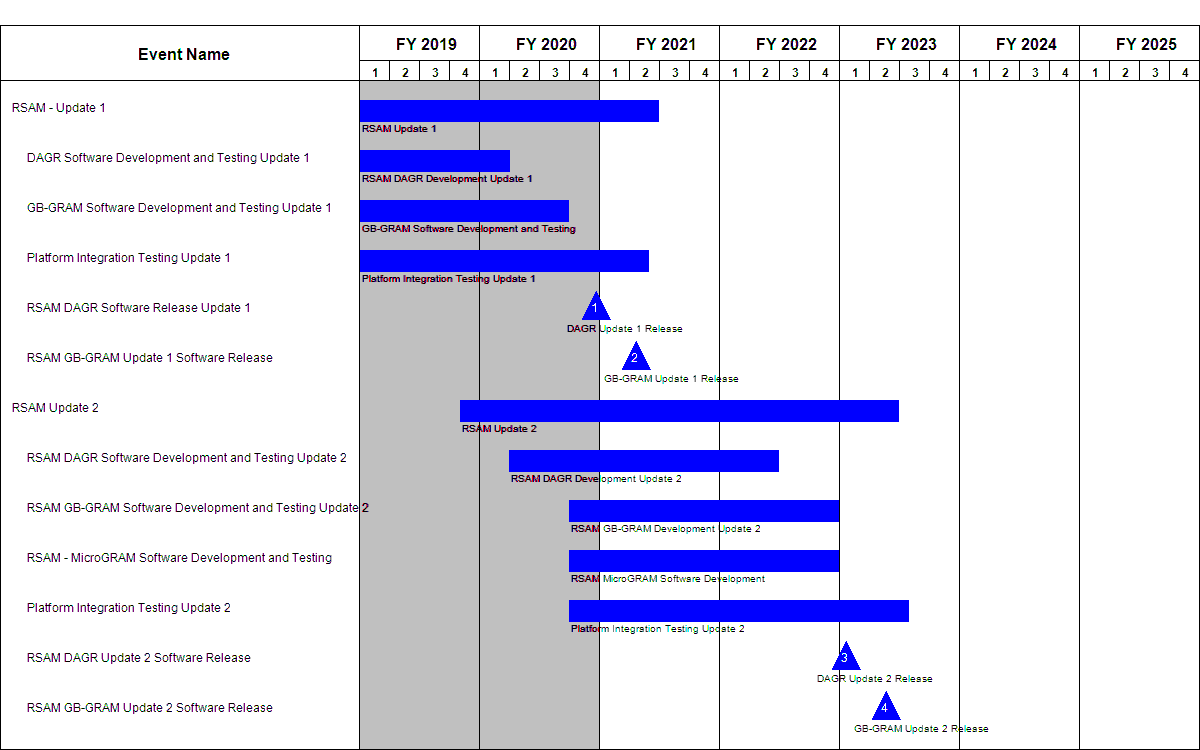 Event Name
FY 2019 FY 2020 FY 2021 FY 2022 FY 2023 FY 2024 FY 2025
1 2 3 4 1 2 3 4 1 2 3 4 1 2 3 4 1 2 3 4 1 2 3 4 1 2 3 4
RSAM - Update 1
RSAM Update 1
DAGR Software Development and Testing Update 1
RSAM DAGR Development Update 1
GB-GRAM Software Development and Testing Update 1
GB-GRAM Software Development and Testing
Platform Integration Testing Update 1
Platform Integration Testing Update 1
RSAM DAGR Software Release Update 1
1
DAGR Update 1 Release
RSAM GB-GRAM Update 1 Software Release
2
GB-GRAM Update 1 Release
RSAM Update 2
RSAM Update 2
RSAM DAGR Software Development and Testing Update 2
RSAM DAGR Development Update 2
RSAM GB-GRAM Software Development and Testing Update 2
RSAM GB-GRAM Development Update 2
RSAM - MicroGRAM Software Development and Testing
RSAM MicroGRAM Software Development
Platform Integration Testing Update 2
Platform Integration Testing Update 2
RSAM DAGR Update 2 Software Release
3
DAGR Update 2 Release
RSAM GB-GRAM Update 2 Software Release
4
GB-GRAM Update 2 Release